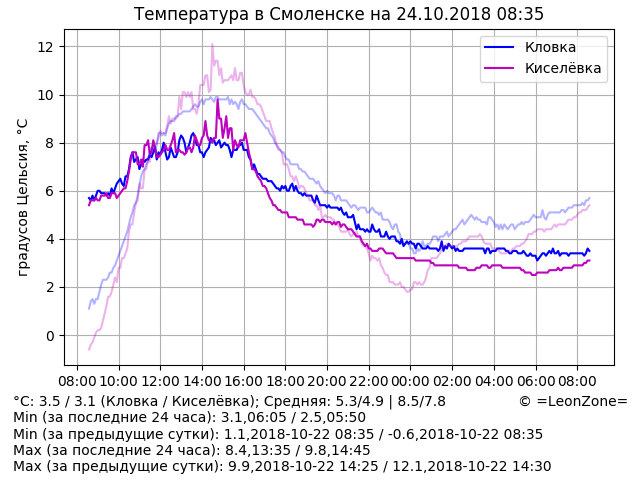 Температура в Смоленске на 24.10.2018 08:35
градусов Цельсия, °C
12
10
8
6
4
2
0
Кловка
Киселёвка
08:00 10:00 12:00 14:00 16:00 18:00 20:00 22:00 00:00 02:00 04:00 06:00 08:00
°C: 3.5 / 3.1 (Кловка / Киселёвка); Средняя: 5.3/4.9 | 8.5/7.8 © =LeonZone=
Min (за последние 24 часа): 3.1,06:05 / 2.5,05:50
Min (за предыдущие сутки): 1.1,2018-10-22 08:35 / -0.6,2018-10-22 08:35
Max (за последние 24 часа): 8.4,13:35 / 9.8,14:45
Max (за предыдущие сутки): 9.9,2018-10-22 14:25 / 12.1,2018-10-22 14:30